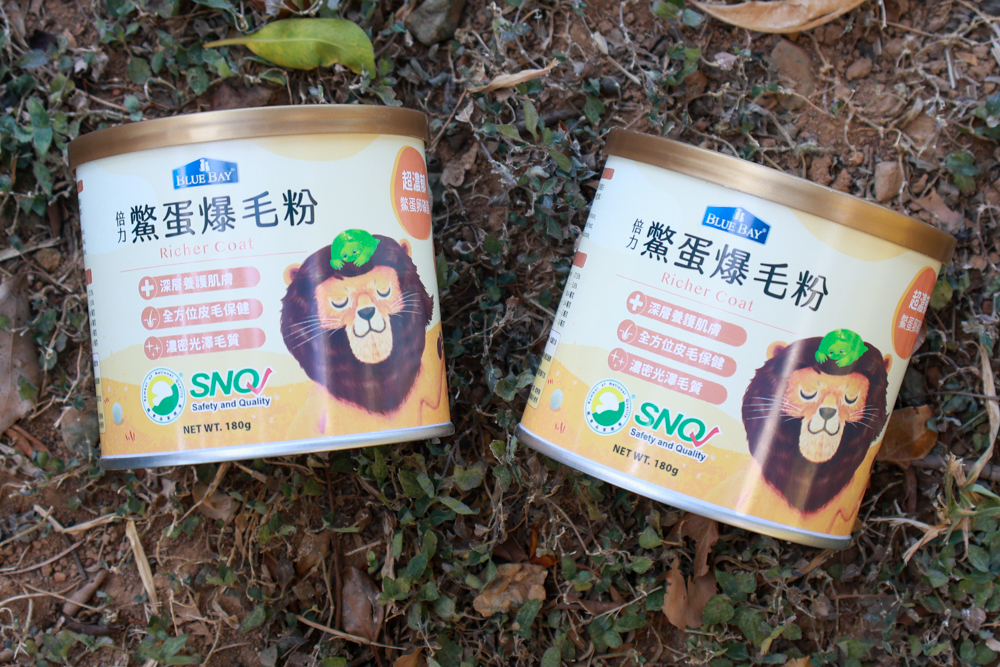 BLUE BAY
倍力
鱉蛋爆毛粉
Richer Coat
超濃郁
深層養護肌膚
全方位皮毛保健
濃密光澤毛質
SNQ
Safety and Quality
NET WT. 180g
BLUE BAY
倍力
鱉蛋爆毛粉
Richer Coat
深層養護肌膚
全方位皮毛保健
濃密光澤毛質
SNQ
Safety and Quality
NET WT. 180g